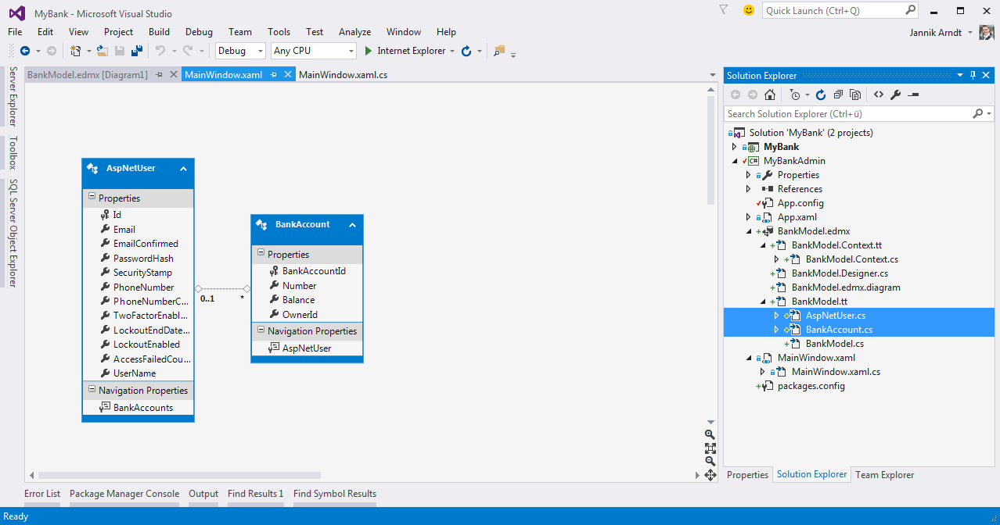 MyBank - Microsoft Visual Studio
Quick Launch (Ctrl+Q)
File Edit View Project Build Debug Team Tools Test Analyze Window Help
Jannik Arndt
Debug Any CPU Internet Explorer
Server Explorer
Toolbox
SQL Server Object Explorer
BankModel.edmx [Diagram1] MainWindow.xaml MainWindow.xaml.cs
AspNetUser
Properties
Id
Email
EmailConfirmed
PasswordHash
SecurityStamp
PhoneNumber
PhoneNumberC...
TwoFactorEnabl...
LockoutEndDate...
LockoutEnabled
AccessFailedCou...
UserName
Navigation Properties
BankAccounts
0..1 *
BankAccount
Properties
BankAccountId
Number
Balance
OwnerId
Navigation Properties
AspNetUser
Solution Explorer
Search Solution Explorer (Ctrl+ü)
Solution 'MyBank' (2 projects)
MyBank
C# MyBankAdmin
Properties
References
App.config
App.xaml
BankModel.edmx
BankModel.Context.tt
BankModel.Context.cs
BankModel.Designer.cs
BankModel.edmx.diagram
BankModel.tt
AspNetUser.cs
BankAccount.cs
BankModel.cs
MainWindow.xaml
MainWindow.xaml.cs
packages.config
Properties Solution Explorer Team Explorer
Error List Package Manager Console Output Find Results 1 Find Symbol Results
Ready